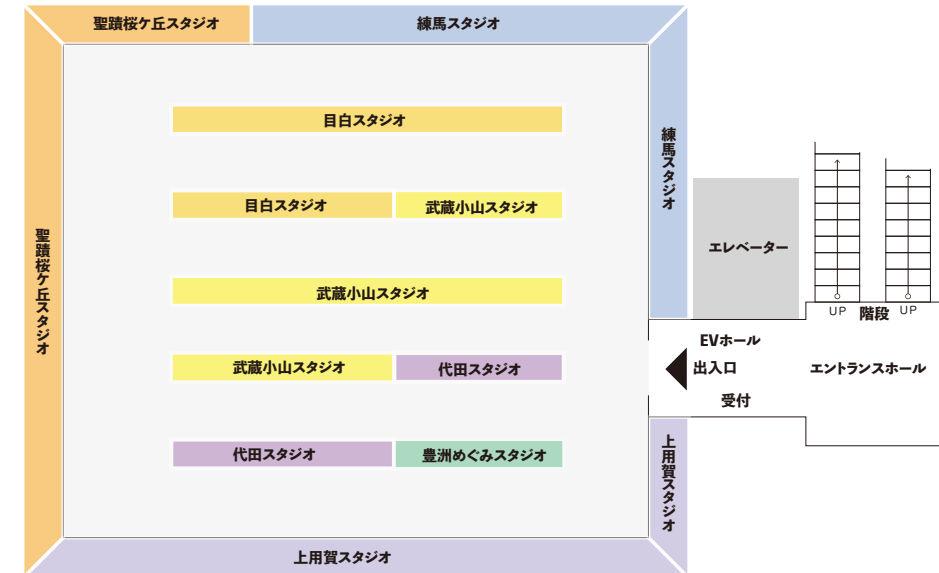 聖蹟桜ケ丘スタジオ
練馬スタジオ
目白スタジオ
練馬スタジオ
目白スタジオ
武蔵小山スタジオ
聖蹟桜ケ丘スタジオ
エレベーター
武蔵小山スタジオ
UP
階段
UP
EVホール
武蔵小山スタジオ
代田スタジオ
出入口
エントランスホール
受付
代田スタジオ
豊洲めぐみスタジオ
上用賀スタジオ
上用賀スタジオ